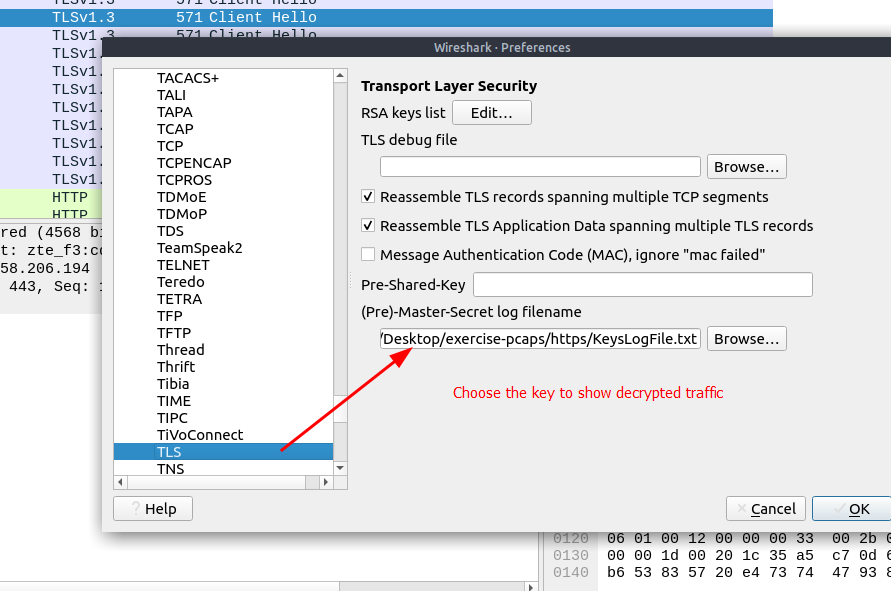 TLSv1.3 571 Client Hello
TLSv1.3 571 Client Hello
TLSv1.3 571 Client Hello
Wireshark · Preferences
TLSv1.
TLSv1.
TLSv1.
TLSv1.
TLSv1.
TLSv1.
TLSv1.
TLSv1.
HTTP
HTTP
red (4568 bi
t: zte_f3:cd
58.206.194
443, Seq: 1
TACACS+
TALI
TAPA
TCAP
TCP
TCPENCAP
TCPROS
TDMoE
TDMoP
TDS
TeamSpeak2
TELNET
Teredo
TETRA
TFP
TFTP
Thread
Thrift
Tibia
TIME
TIPC
TiVoConnect
TLS
TNS
Transport Layer Security
RSA keys list Edit...
TLS debug file
Browse...
Reassemble TLS records spanning multiple TCP segments
Reassemble TLS Application Data spanning multiple TLS records
Message Authentication Code (MAC), ignore "mac failed"
Pre-Shared-Key
(Pre)-Master-Secret log filename
/Desktop/exercise-pcaps/https/KeysLogFile.txt Browse...
Choose the key to show decrypted traffic
? Help
Cancel
OK
0120 06 01 00 12 00 00 00 33 00 2b 0
0130 00 00 1d 00 20 1c 35 a5 c7 0d 6
0140 b6 53 83 57 20 e4 73 74 47 93 8